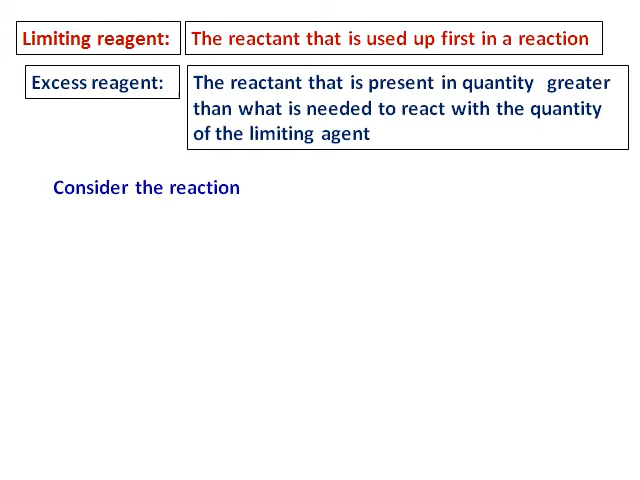 Limiting reagent: The reactant that is used up first in a reaction
Excess reagent: The reactant that is present in quantity greater
than what is needed to react with the quantity
of the limiting agent
Consider the reaction